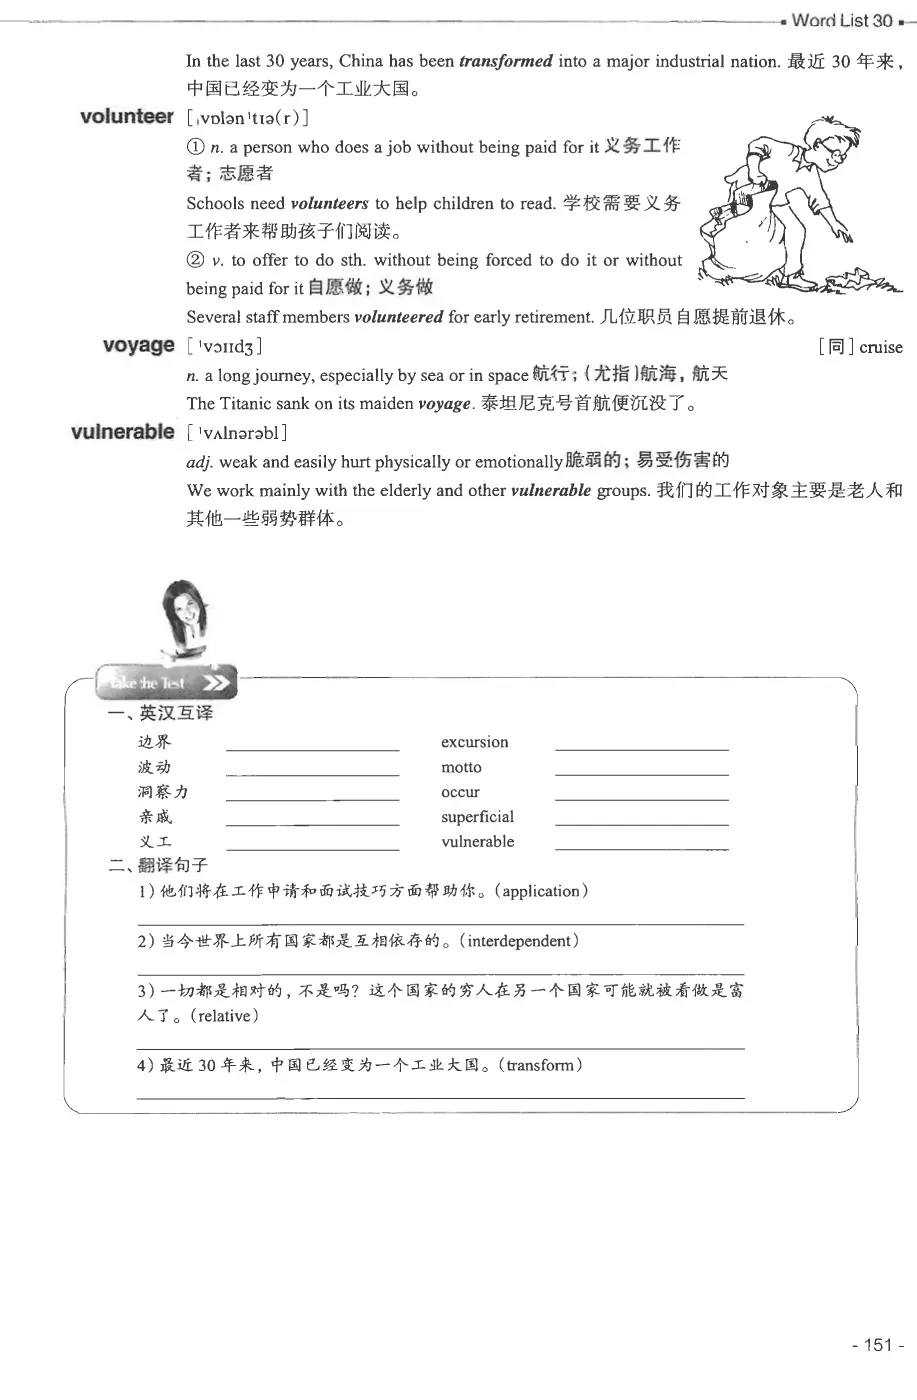 Word List 30
In the last 30 years, China has been transformed into a major industrial nation. 最近 30 年来，
中国已经变为一个工业大国。
volunteer [ˌvɒlənˈtɪə(r)]
① n. a person who does a job without being paid for it 义务工作
者；志愿者
Schools need volunteers to help children to read. 学校需要义务
工作者来帮助孩子们阅读。
② v. to offer to do sth. without being forced to do it or without
being paid for it 自愿做；义务做
Several staff members volunteered for early retirement. 几位职员自愿提前退休。
voyage [ˈvɔɪɪdʒ] [同] cruise
n. a long journey, especially by sea or in space 航行；(尤指)航海，航天
The Titanic sank on its maiden voyage. 泰坦尼克号首航便沉没了。
vulnerable [ˈvʌlnərəbl]
adj. weak and easily hurt physically or emotionally 脆弱的；易受伤害的
We work mainly with the elderly and other vulnerable groups. 我们的工作对象主要是老人和
其他一些弱势群体。
Take the Test
一、英汉互译
边界 excursion
波动 motto
洞察力 occur
亲戚 superficial
义工 vulnerable
二、翻译句子
1) 他们将在工作申请和面试技巧方面帮助你。(application)
2) 当今世界上所有国家都是互相依存的。(interdependent)
3) 一切都是相对的，不是吗？这个国家的穷人在另一个国家可能就被看做是富
人了。(relative)
4) 最近 30 年来，中国已经变为一个工业大国。(transform)
- 151 -